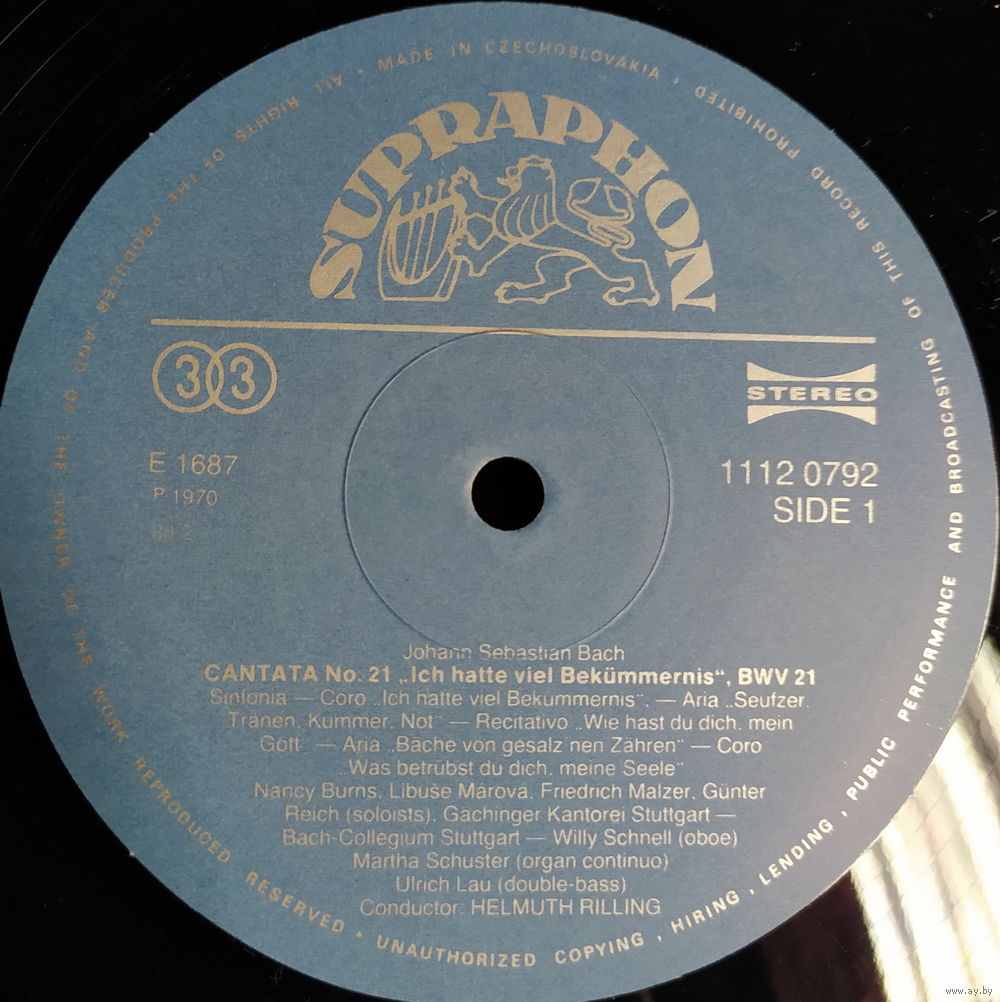 ALL RIGHTS OF THE PRODUCER AND OF THE OWNER OF THE WORK REPRODUCED RESERVED • UNAUTHORIZED COPYING, HIRING, LENDING, PUBLIC PERFORMANCE AND BROADCASTING OF THIS RECORD PROHIBITED • MADE IN CZECHOSLOVAKIA •
SUPRAPHON
33
STEREO
E 1687
P 1970
1112 0792
SIDE 1
Johann Sebastian Bach
CANTATA No. 21 „Ich hatte viel Bekümmernis“, BWV 21
Sinfonia — Coro „Ich hatte viel Bekümmernis“. — Aria „Seufzer,
Tränen, Kummer, Not“ — Recitativo „Wie hast du dich, mein
Gott“ — Aria „Bäche von gesalz'nen Zähren“ — Coro
„Was betrübst du dich, meine Seele“
Nancy Burns, Libuše Márová, Friedrich Malzer, Günter
Reich (soloists), Gächinger Kantorei Stuttgart —
Bach-Collegium Stuttgart — Willy Schnell (oboe)
Martha Schuster (organ continuo)
Ulrich Lau (double-bass)
Conductor: HELMUTH RILLING
www.ay.by